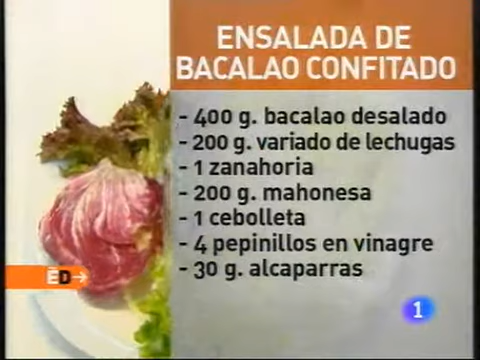 ENSALADA DE
BACALAO CONFITADO
- 400 g. bacalao desalado
- 200 g. variado de lechugas
- 1 zanahoria
- 200 g. mahonesa
- 1 cebolleta
- 4 pepinillos en vinagre
- 30 g. alcaparras
ED
1